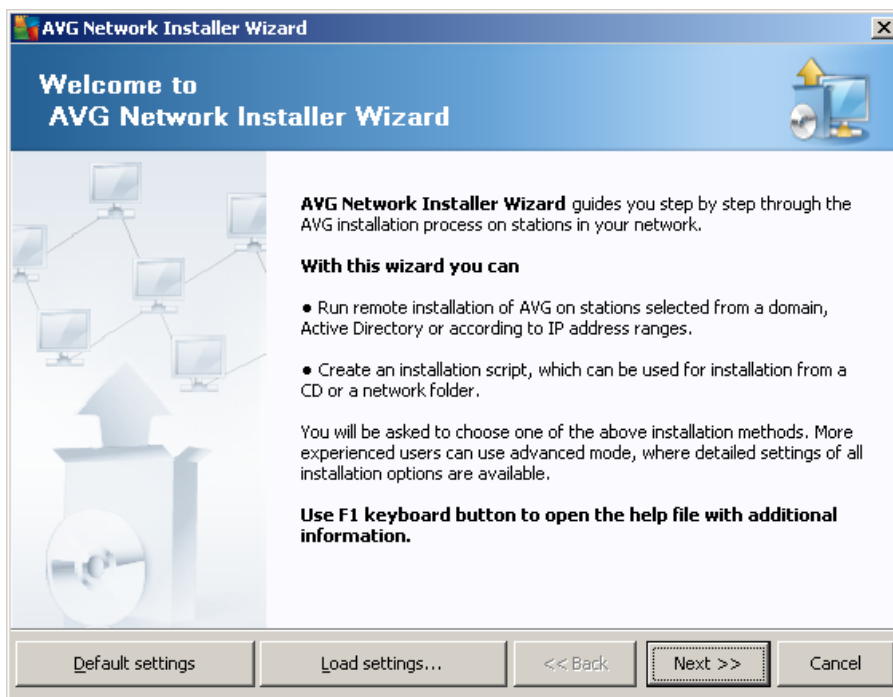 AVG Network Installer Wizard
Welcome to
AVG Network Installer Wizard
AVG Network Installer Wizard guides you step by step through the
AVG installation process on stations in your network.
With this wizard you can
● Run remote installation of AVG on stations selected from a domain,
Active Directory or according to IP address ranges.
● Create an installation script, which can be used for installation from a
CD or a network folder.
You will be asked to choose one of the above installation methods. More
experienced users can use advanced mode, where detailed settings of all
installation options are available.
Use F1 keyboard button to open the help file with additional
information.
Default settings
Load settings...
<< Back
Next >>
Cancel